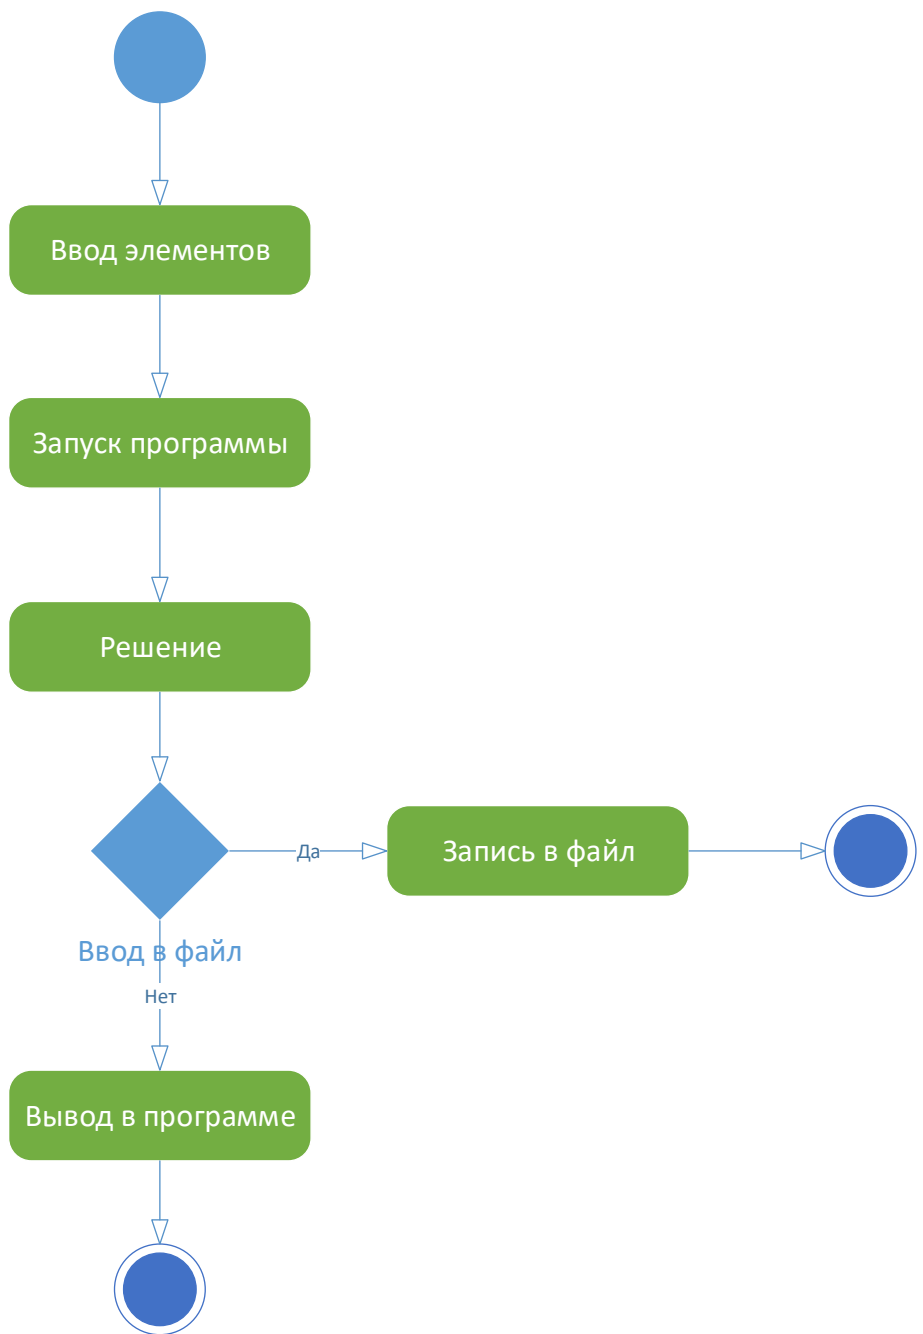 Ввод элементов
Запуск программы
Решение
Да
Запись в файл
Ввод в файл
Нет
Вывод в программе